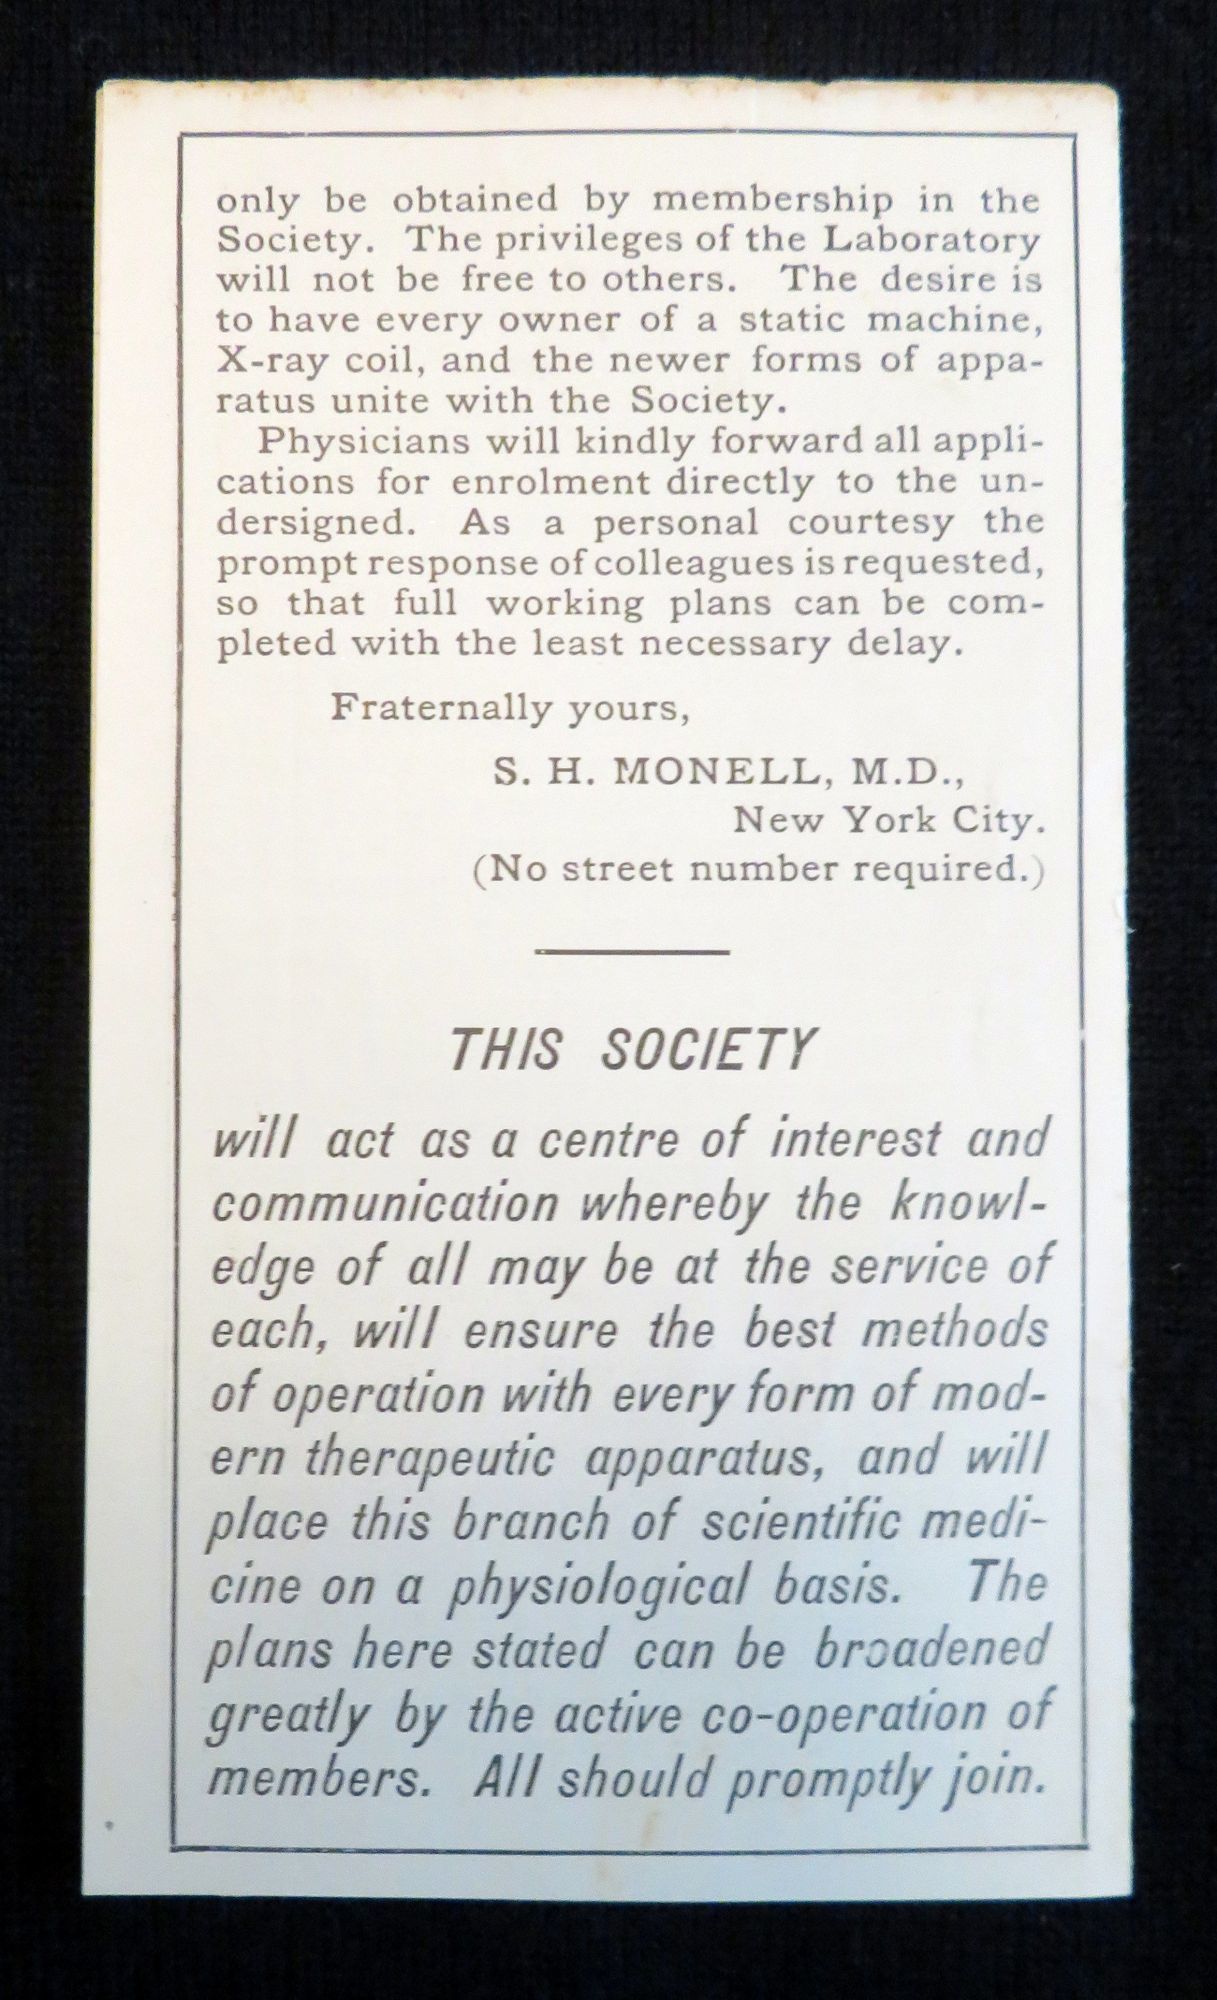 only be obtained by membership in the
Society. The privileges of the Laboratory
will not be free to others. The desire is
to have every owner of a static machine,
X-ray coil, and the newer forms of appa-
ratus unite with the Society.
Physicians will kindly forward all appli-
cations for enrolment directly to the un-
dersigned. As a personal courtesy the
prompt response of colleagues is requested,
so that full working plans can be com-
pleted with the least necessary delay.
Fraternally yours,
S. H. MONELL, M.D.,
New York City.
(No street number required.)
THIS SOCIETY
will act as a centre of interest and
communication whereby the knowl-
edge of all may be at the service of
each, will ensure the best methods
of operation with every form of mod-
ern therapeutic apparatus, and will
place this branch of scientific medi-
cine on a physiological basis. The
plans here stated can be broadened
greatly by the active co-operation of
members. All should promptly join.